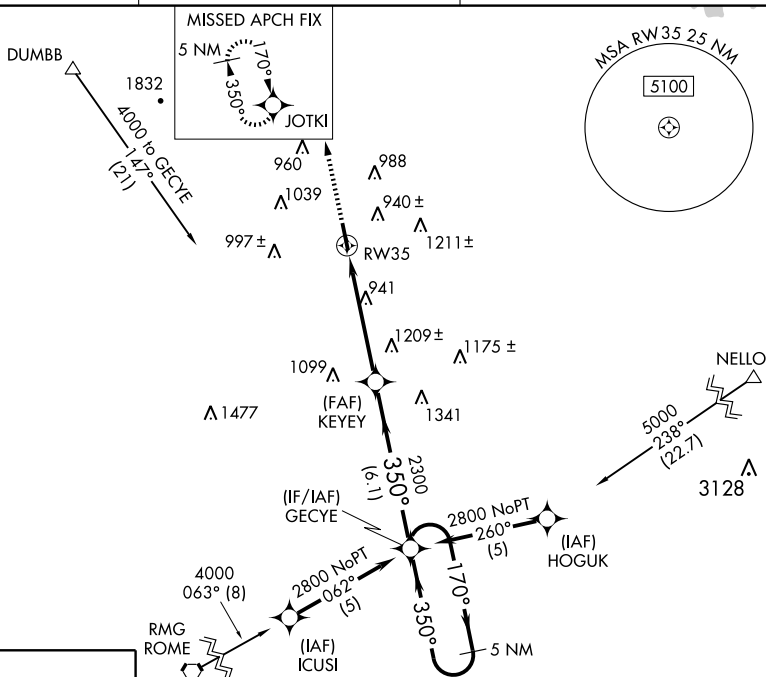 MISSED APCH FIX
5 NM
170°
350°
JOTKI
DUMBB
1832
4000 to GECYE
147°
(21)
MSA RW35 25 NM
5100
960
988
1039
940 ±
1211±
997 ±
RW35
941
1209 ±
1175 ±
1099
(FAF)
KEYEY
1341
1477
NELLO
5000
238°
(22.7)
3128
2300
350°
(6.1)
(IF/IAF)
GECYE
2800 NoPT
260°
(5)
(IAF)
HOGUK
4000
063° (8)
2800 NoPT
062°
(5)
RMG
ROME
(IAF)
ICUSI
170°
350°
5 NM